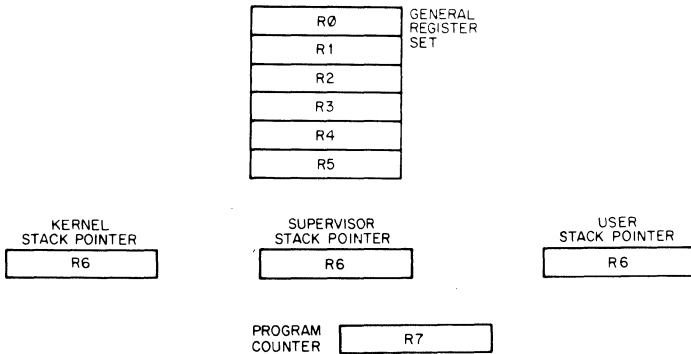 RØ
GENERAL
REGISTER
SET
R1
R2
R3
R4
R5
KERNEL
STACK POINTER
R6
SUPERVISOR
STACK POINTER
R6
USER
STACK POINTER
R6
PROGRAM
COUNTER
R7